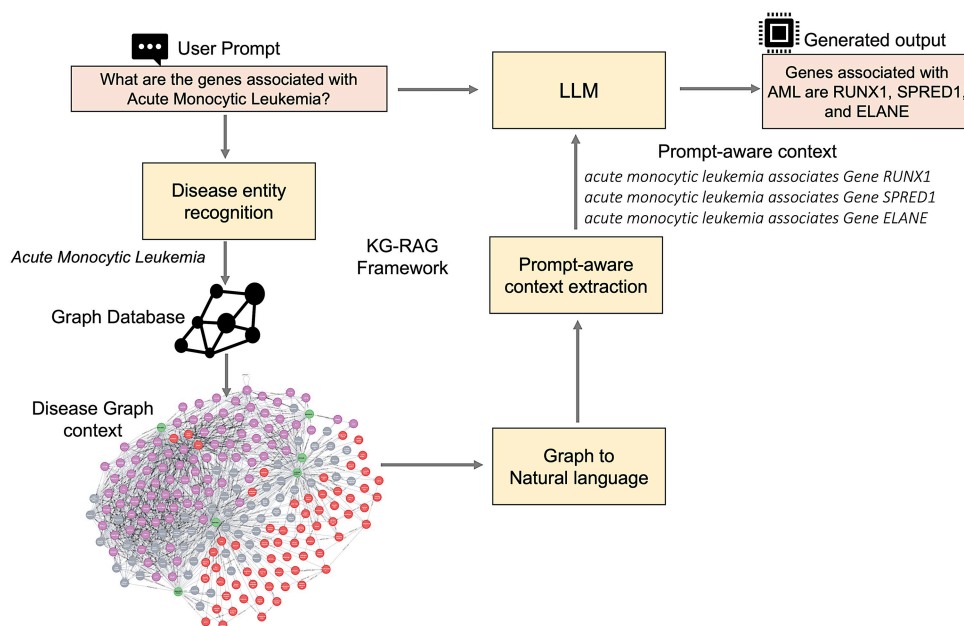 User Prompt
What are the genes associated with
Acute Monocytic Leukemia?
LLM
Generated output
Genes associated with
AML are RUNX1, SPRED1,
and ELANE
Prompt-aware context
acute monocytic leukemia associates Gene RUNX1
acute monocytic leukemia associates Gene SPRED1
acute monocytic leukemia associates Gene ELANE
Disease entity
recognition
Acute Monocytic Leukemia
KG-RAG
Framework
Prompt-aware
context extraction
Graph Database
Disease Graph
context
Graph to
Natural language